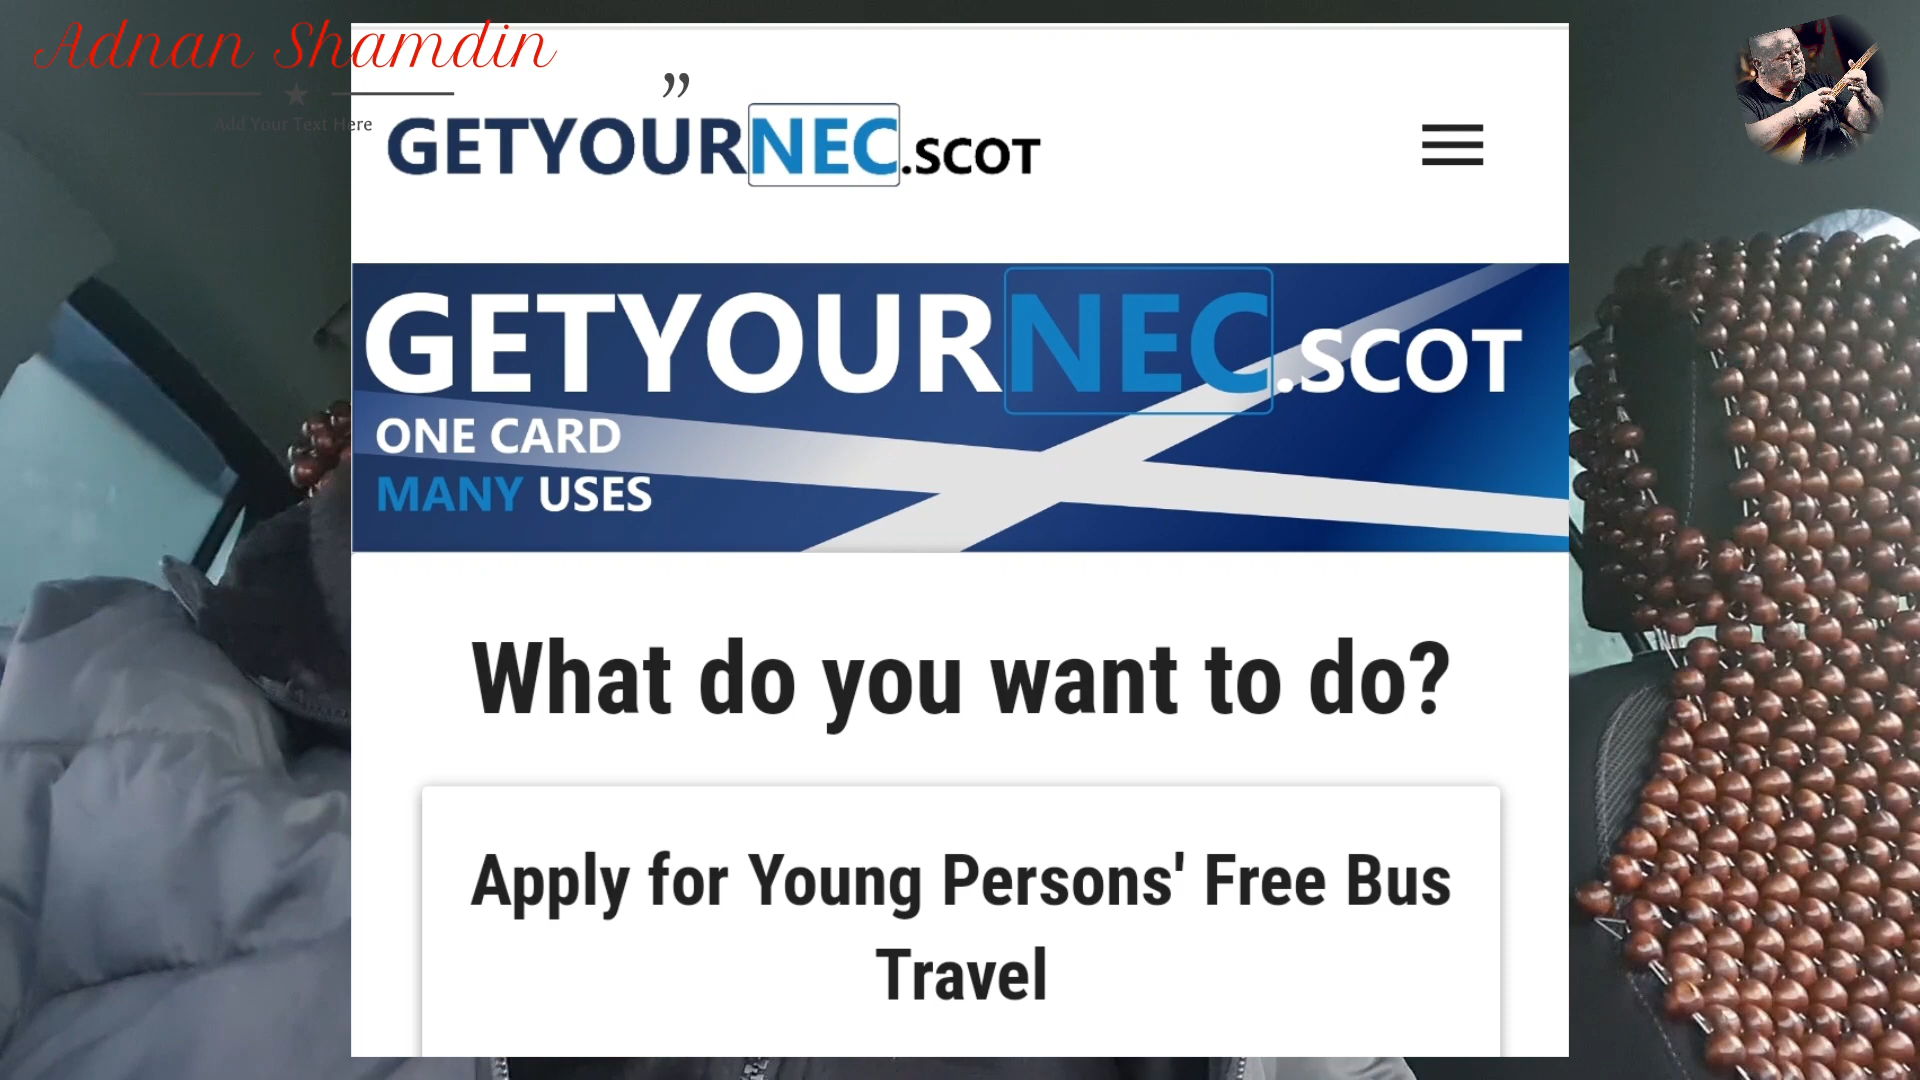 Adnan Shamdin
Add Your Text Here
”
GETYOURNEC.SCOT
GETYOURNEC.SCOT
ONE CARD
MANY USES
What do you want to do?
Apply for Young Persons' Free Bus
Travel